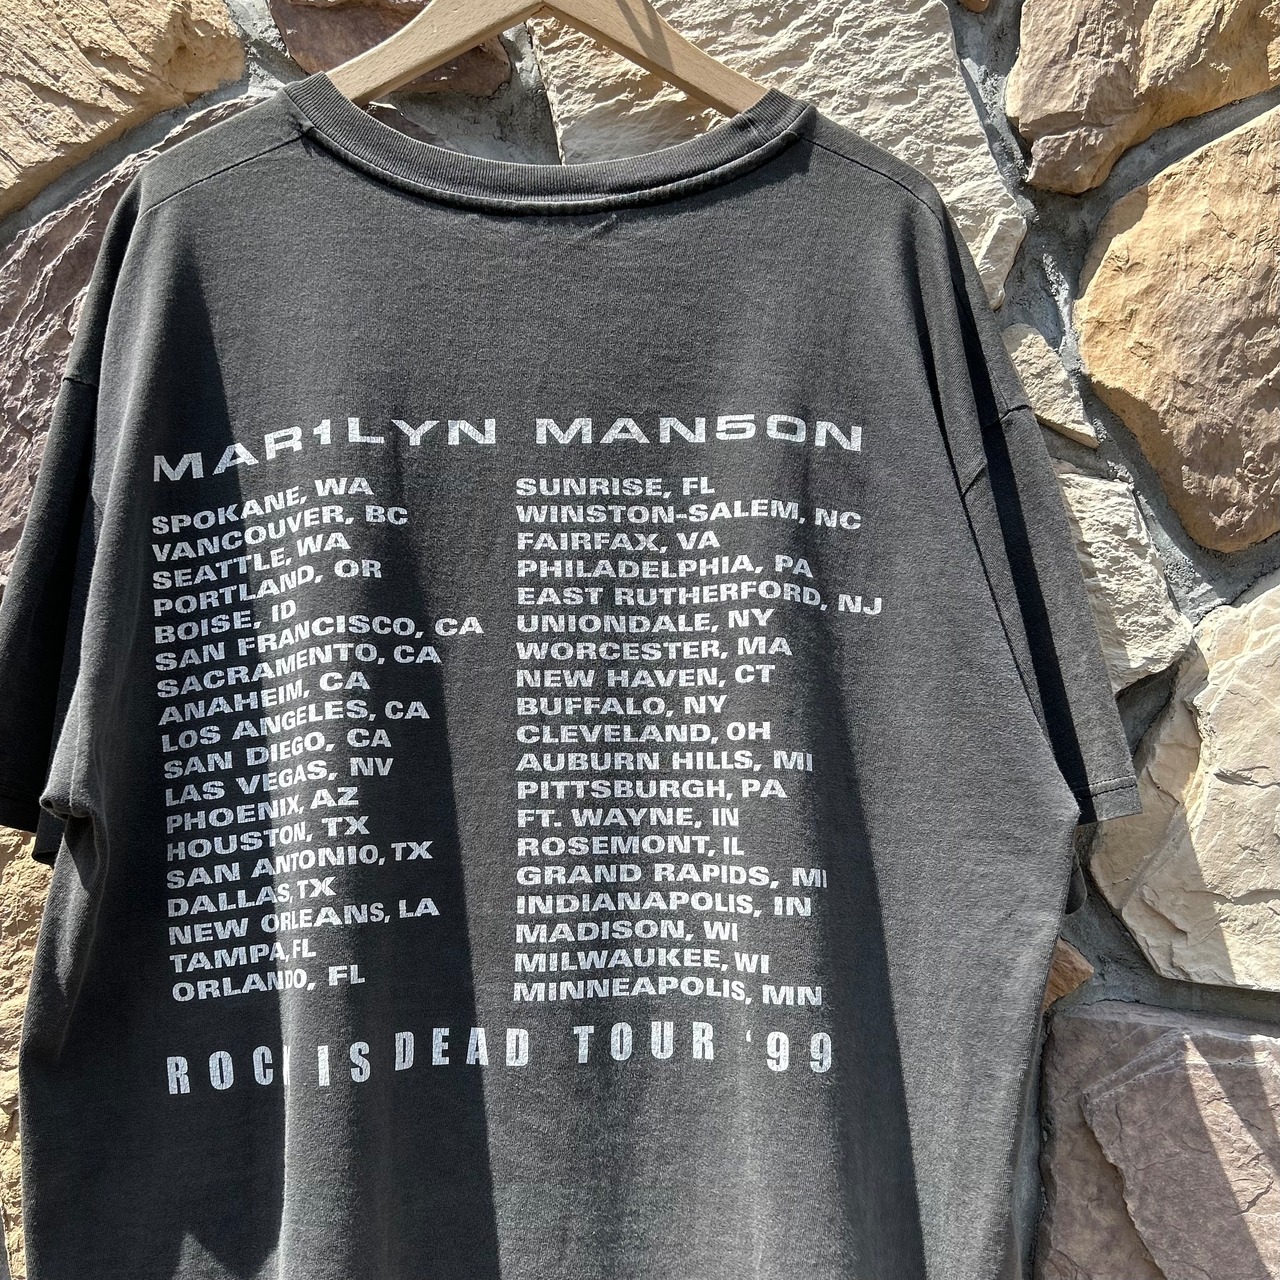 MAR1LYN MAN5ON
SPOKANE, WA
VANCOUVER, BC
SEATTLE, WA
PORTLAND, OR
BOISE, ID
SAN FRANCISCO, CA
SACRAMENTO, CA
ANAHEIM, CA
LOS ANGELES, CA
SAN DIEGO, CA
LAS VEGAS, NV
PHOENIX, AZ
HOUSTON, TX
SAN ANTONIO, TX
DALLAS, TX
NEW ORLEANS, LA
TAMPA, FL
ORLANDO, FL
SUNRISE, FL
WINSTON-SALEM, NC
FAIRFAX, VA
PHILADELPHIA, PA
EAST RUTHERFORD, NJ
UNIONDALE, NY
WORCESTER, MA
NEW HAVEN, CT
BUFFALO, NY
CLEVELAND, OH
AUBURN HILLS, MI
PITTSBURGH, PA
FT. WAYNE, IN
ROSEMONT, IL
GRAND RAPIDS, MI
INDIANAPOLIS, IN
MADISON, WI
MILWAUKEE, WI
MINNEAPOLIS, MN
ROCK IS DEAD TOUR '99